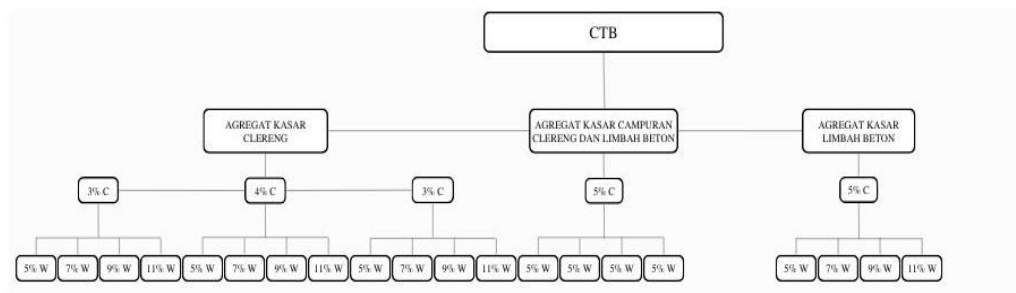 CTB
AGREGAT KASAR
CLERENG
AGREGAT KASAR CAMPURAN
CLERENG DAN LIMBAH BETON
AGREGAT KASAR
LIMBAH BETON
3% C
4% C
3% C
5% C
5% C
5% W
7% W
9% W
11% W
5% W
7% W
9% W
11% W
5% W
7% W
9% W
11% W
5% W
5% W
5% W
5% W
5% W
7% W
9% W
11% W